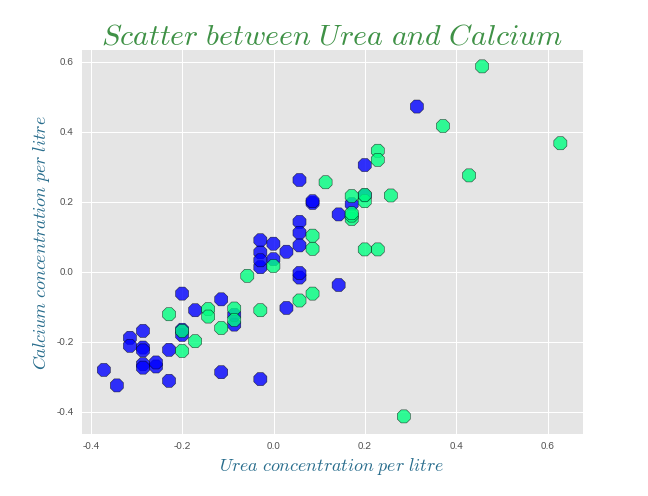 Scatter between Urea and Calcium
Calcium concentration per litre
0.6
0.4
0.2
0.0
-0.2
-0.4
-0.4 -0.2 0.0 0.2 0.4 0.6
Urea concentration per litre